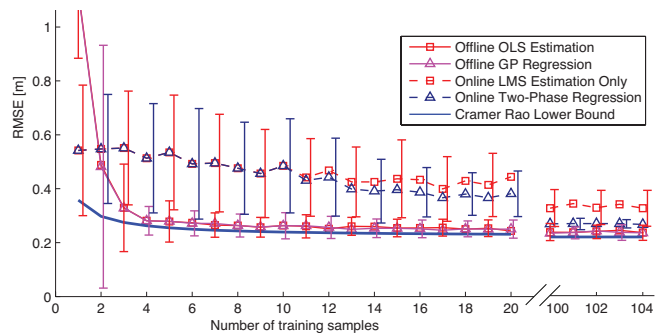 1
0.8
0.6
0.4
0.2
0
RMSE [m]
Offline OLS Estimation
Offline GP Regression
Online LMS Estimation Only
Online Two-Phase Regression
Cramer Rao Lower Bound
0 2 4 6 8 10 12 14 16 18 20 100 102 104
Number of training samples